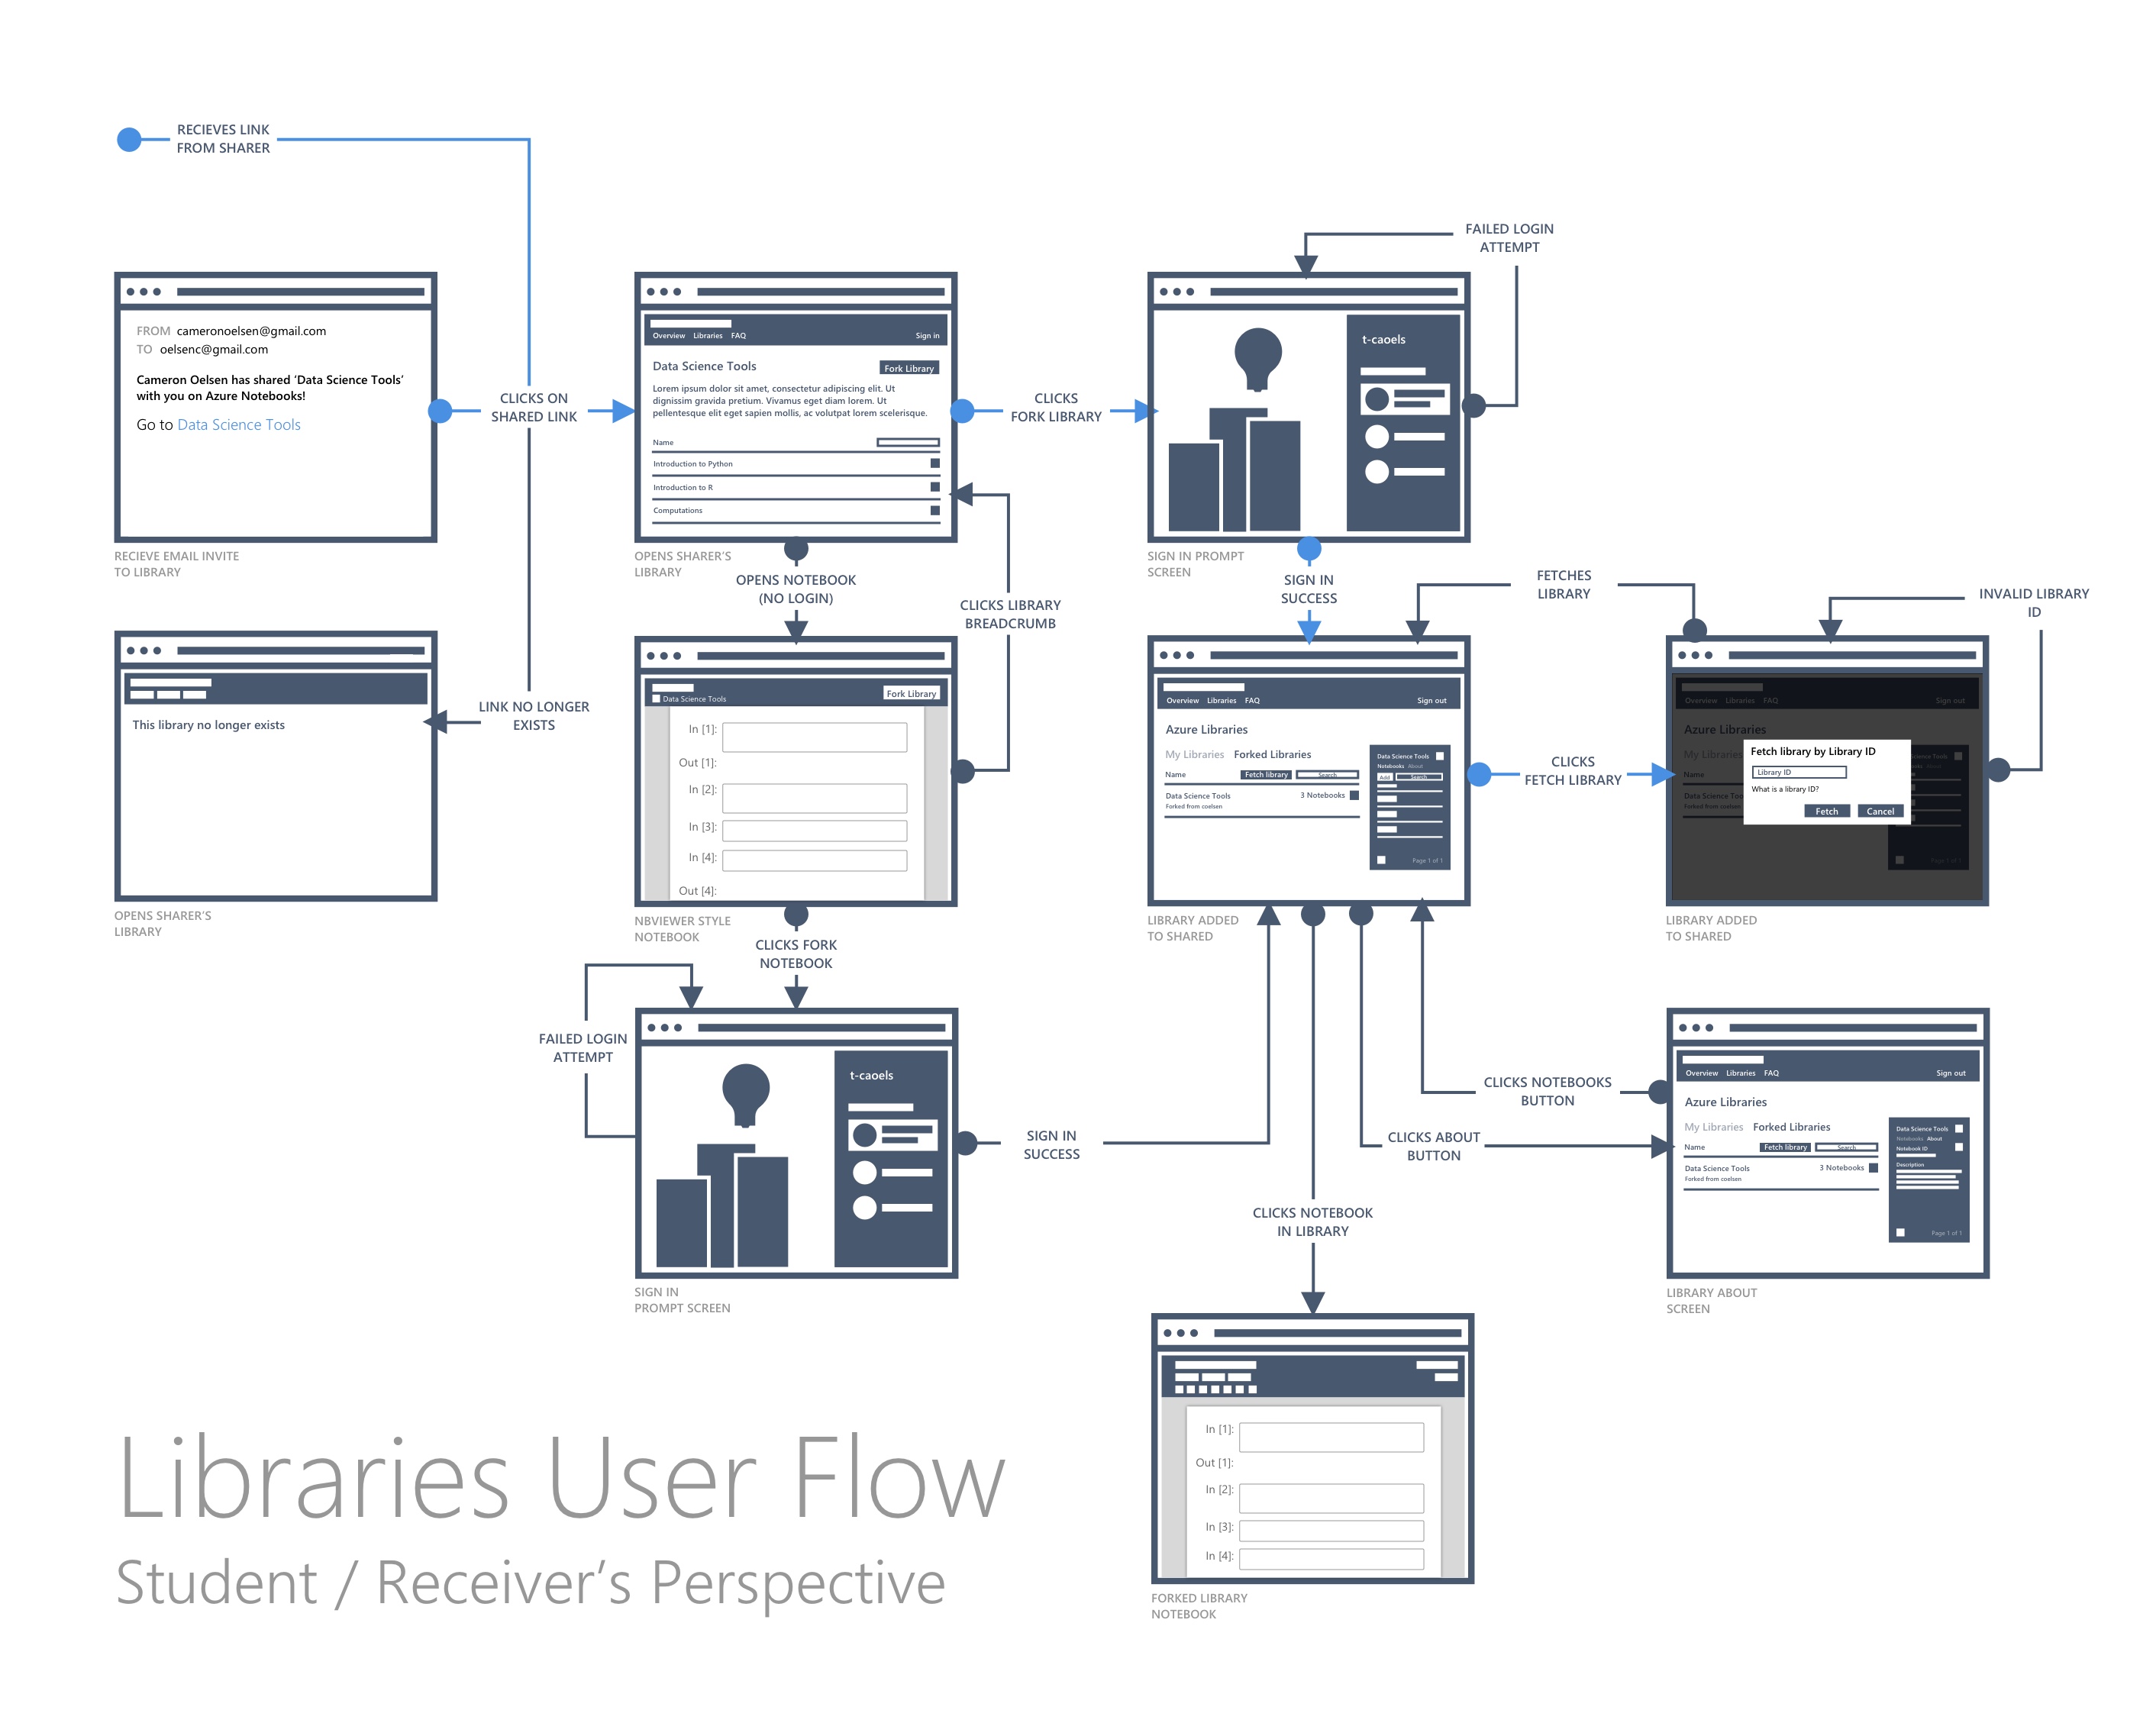 RECIEVES LINK
FROM SHARER
FAILED LOGIN
ATTEMPT
FROM cameronoelsen@gmail.com
TO oelsenc@gmail.com
Cameron Oelsen has shared ‘Data Science Tools’
with you on Azure Notebooks!
Go to Data Science Tools
RECIEVE EMAIL INVITE
TO LIBRARY
CLICKS ON
SHARED LINK
Overview Libraries FAQ Sign in
Data Science Tools Fork Library
Lorem ipsum dolor sit amet, consectetur adipiscing elit. Ut
dignissim gravida pretium. Vivamus eget diam lorem. Ut
pellentesque elit eget sapien mollis, ac volutpat lorem scelerisque.
Name
Introduction to Python
Introduction to R
Computations
OPENS SHARER’S
LIBRARY
CLICKS
FORK LIBRARY
t-caoels
SIGN IN PROMPT
SCREEN
OPENS NOTEBOOK
(NO LOGIN)
CLICKS LIBRARY
BREADCRUMB
SIGN IN
SUCCESS
FETCHES
LIBRARY
INVALID LIBRARY
ID
This library no longer exists
OPENS SHARER’S
LIBRARY
LINK NO LONGER
EXISTS
Data Science Tools Fork Library
In [1]:
Out [1]:
In [2]:
In [3]:
In [4]:
Out [4]:
NBVIEWER STYLE
NOTEBOOK
Overview Libraries FAQ Sign out
Azure Libraries
My Libraries Forked Libraries
Name Fetch library Search
Data Science Tools 3 Notebooks
Forked from coelsen
Data Science Tools
Notebooks About
Add Search
Page 1 of 1
LIBRARY ADDED
TO SHARED
CLICKS
FETCH LIBRARY
Overview Libraries FAQ Sign out
Azure Libraries
My Libraries
Name
Data Science Too
Forked from coelsen
Fetch library by Library ID
Library ID
What is a library ID?
Fetch Cancel
Page 1 of 1
LIBRARY ADDED
TO SHARED
CLICKS FORK
NOTEBOOK
FAILED LOGIN
ATTEMPT
t-caoels
SIGN IN
PROMPT SCREEN
SIGN IN
SUCCESS
CLICKS NOTEBOOKS
BUTTON
CLICKS ABOUT
BUTTON
CLICKS NOTEBOOK
IN LIBRARY
Overview Libraries FAQ Sign out
Azure Libraries
My Libraries Forked Libraries
Name Fetch library Search
Data Science Tools 3 Notebooks
Forked from coelsen
Data Science Tools
Notebooks About
Notebook ID
Description
Page 1 of 1
LIBRARY ABOUT
SCREEN
In [1]:
Out [1]:
In [2]:
In [3]:
In [4]:
FORKED LIBRARY
NOTEBOOK
Libraries User Flow
Student / Receiver’s Perspective